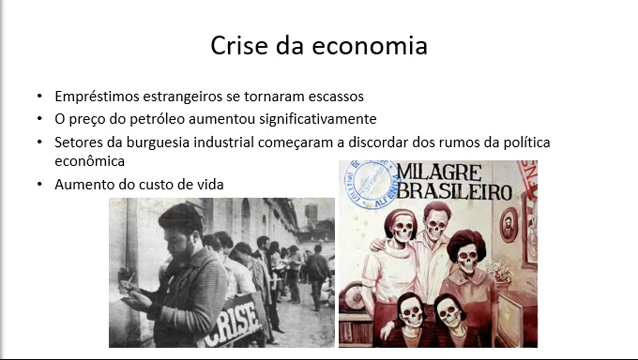 Crise da economia
• Empréstimos estrangeiros se tornaram escassos
• O preço do petróleo aumentou significativamente
• Setores da burguesia industrial começaram a discordar dos rumos da política
econômica
• Aumento do custo de vida
MILAGRE
BRASILEIRO
CRISE